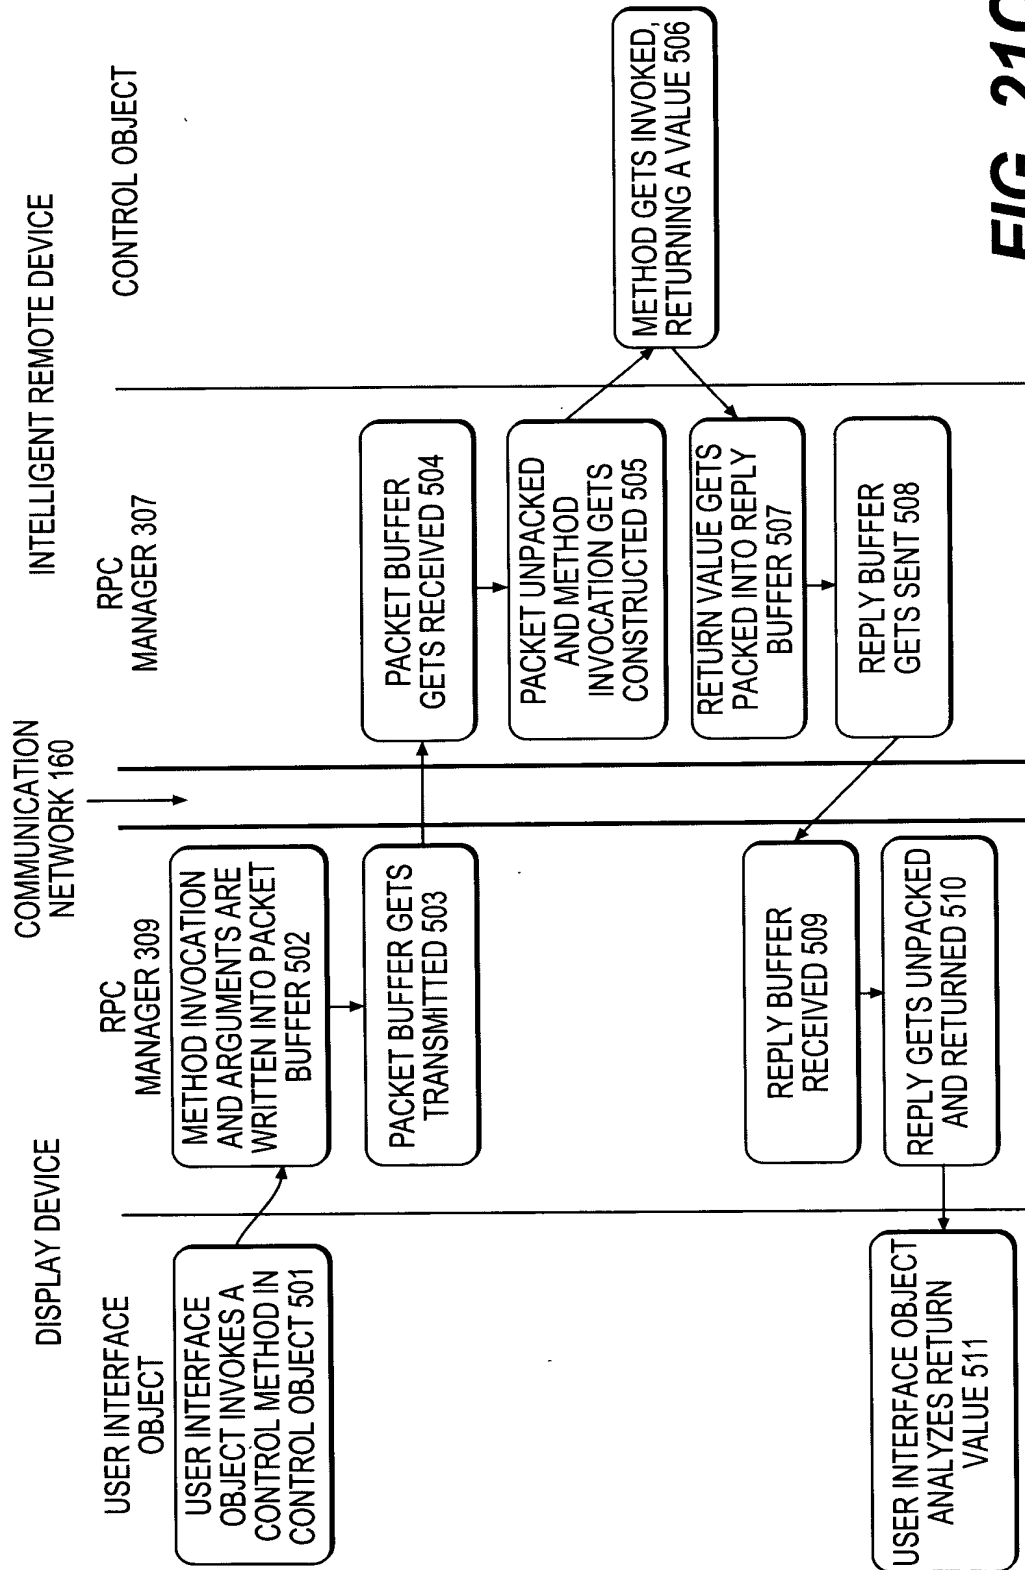 DISPLAY DEVICE
COMMUNICATION
NETWORK 160
INTELLIGENT REMOTE DEVICE
USER INTERFACE
OBJECT
RPC
MANAGER 309
RPC
MANAGER 307
CONTROL OBJECT
USER INTERFACE
OBJECT INVOKES A
CONTROL METHOD IN
CONTROL OBJECT 501
METHOD INVOCATION
AND ARGUMENTS ARE
WRITTEN INTO PACKET
BUFFER 502
PACKET BUFFER GETS
TRANSMITTED 503
PACKET BUFFER
GETS RECEIVED 504
PACKET UNPACKED
AND METHOD
INVOCATION GETS
CONSTRUCTED 505
METHOD GETS INVOKED,
RETURNING A VALUE 506
RETURN VALUE GETS
PACKED INTO REPLY
BUFFER 507
REPLY BUFFER
GETS SENT 508
REPLY BUFFER
RECEIVED 509
REPLY GETS UNPACKED
AND RETURNED 510
USER INTERFACE OBJECT
ANALYZES RETURN
VALUE 511
FIG. 21C